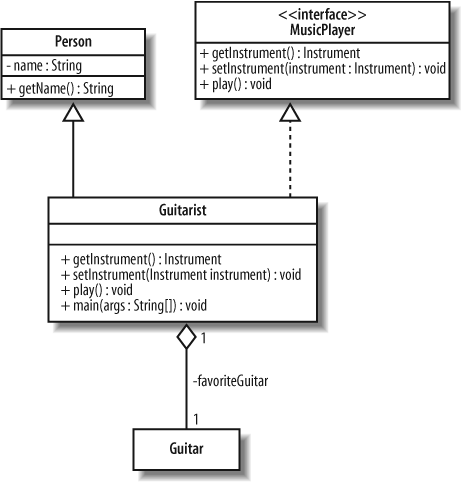 Person
- name : String
+ getName() : String
<<interface>>
MusicPlayer
+ getInstrument() : Instrument
+ setInstrument(instrument : Instrument) : void
+ play() : void
Guitarist
+ getInstrument() : Instrument
+ setInstrument(Instrument instrument) : void
+ play() : void
+ main(args : String[]) : void
1
-favoriteGuitar
1
Guitar